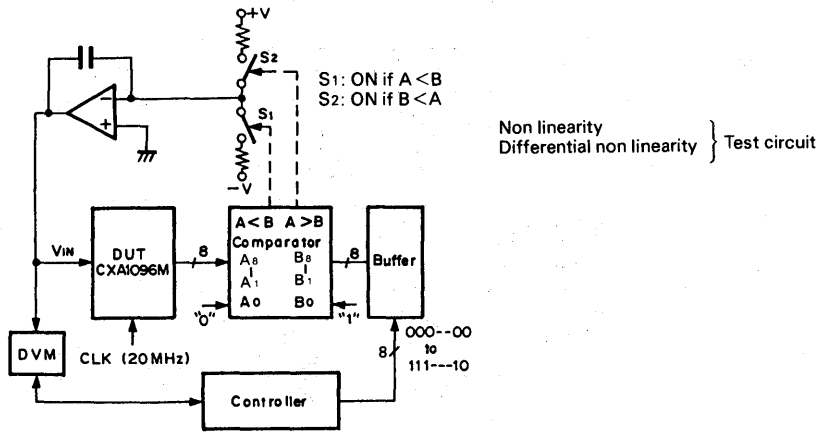 +V
S2
S1: ON if A<B
S2: ON if B<A
S1
−V
Non linearity
Differential non linearity } Test circuit
−
+
VIN
DUT
CXA1096M
8
A<B A>B
Comparator
A8 B8
A1 B1
A0 B0
"0"
"1"
8
Buffer
CLK (20MHz)
DVM
8
000--00
to
111---10
Controller